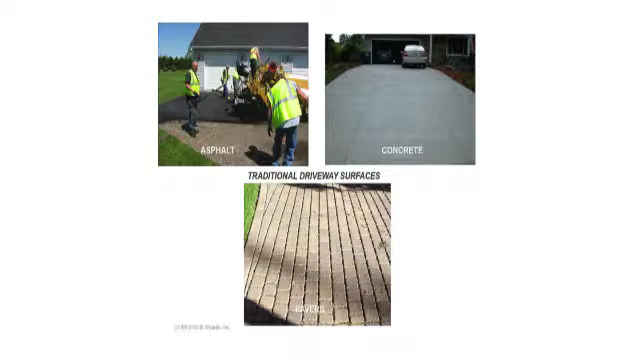 ASPHALT
CONCRETE
TRADITIONAL DRIVEWAY SURFACES
PAVERS